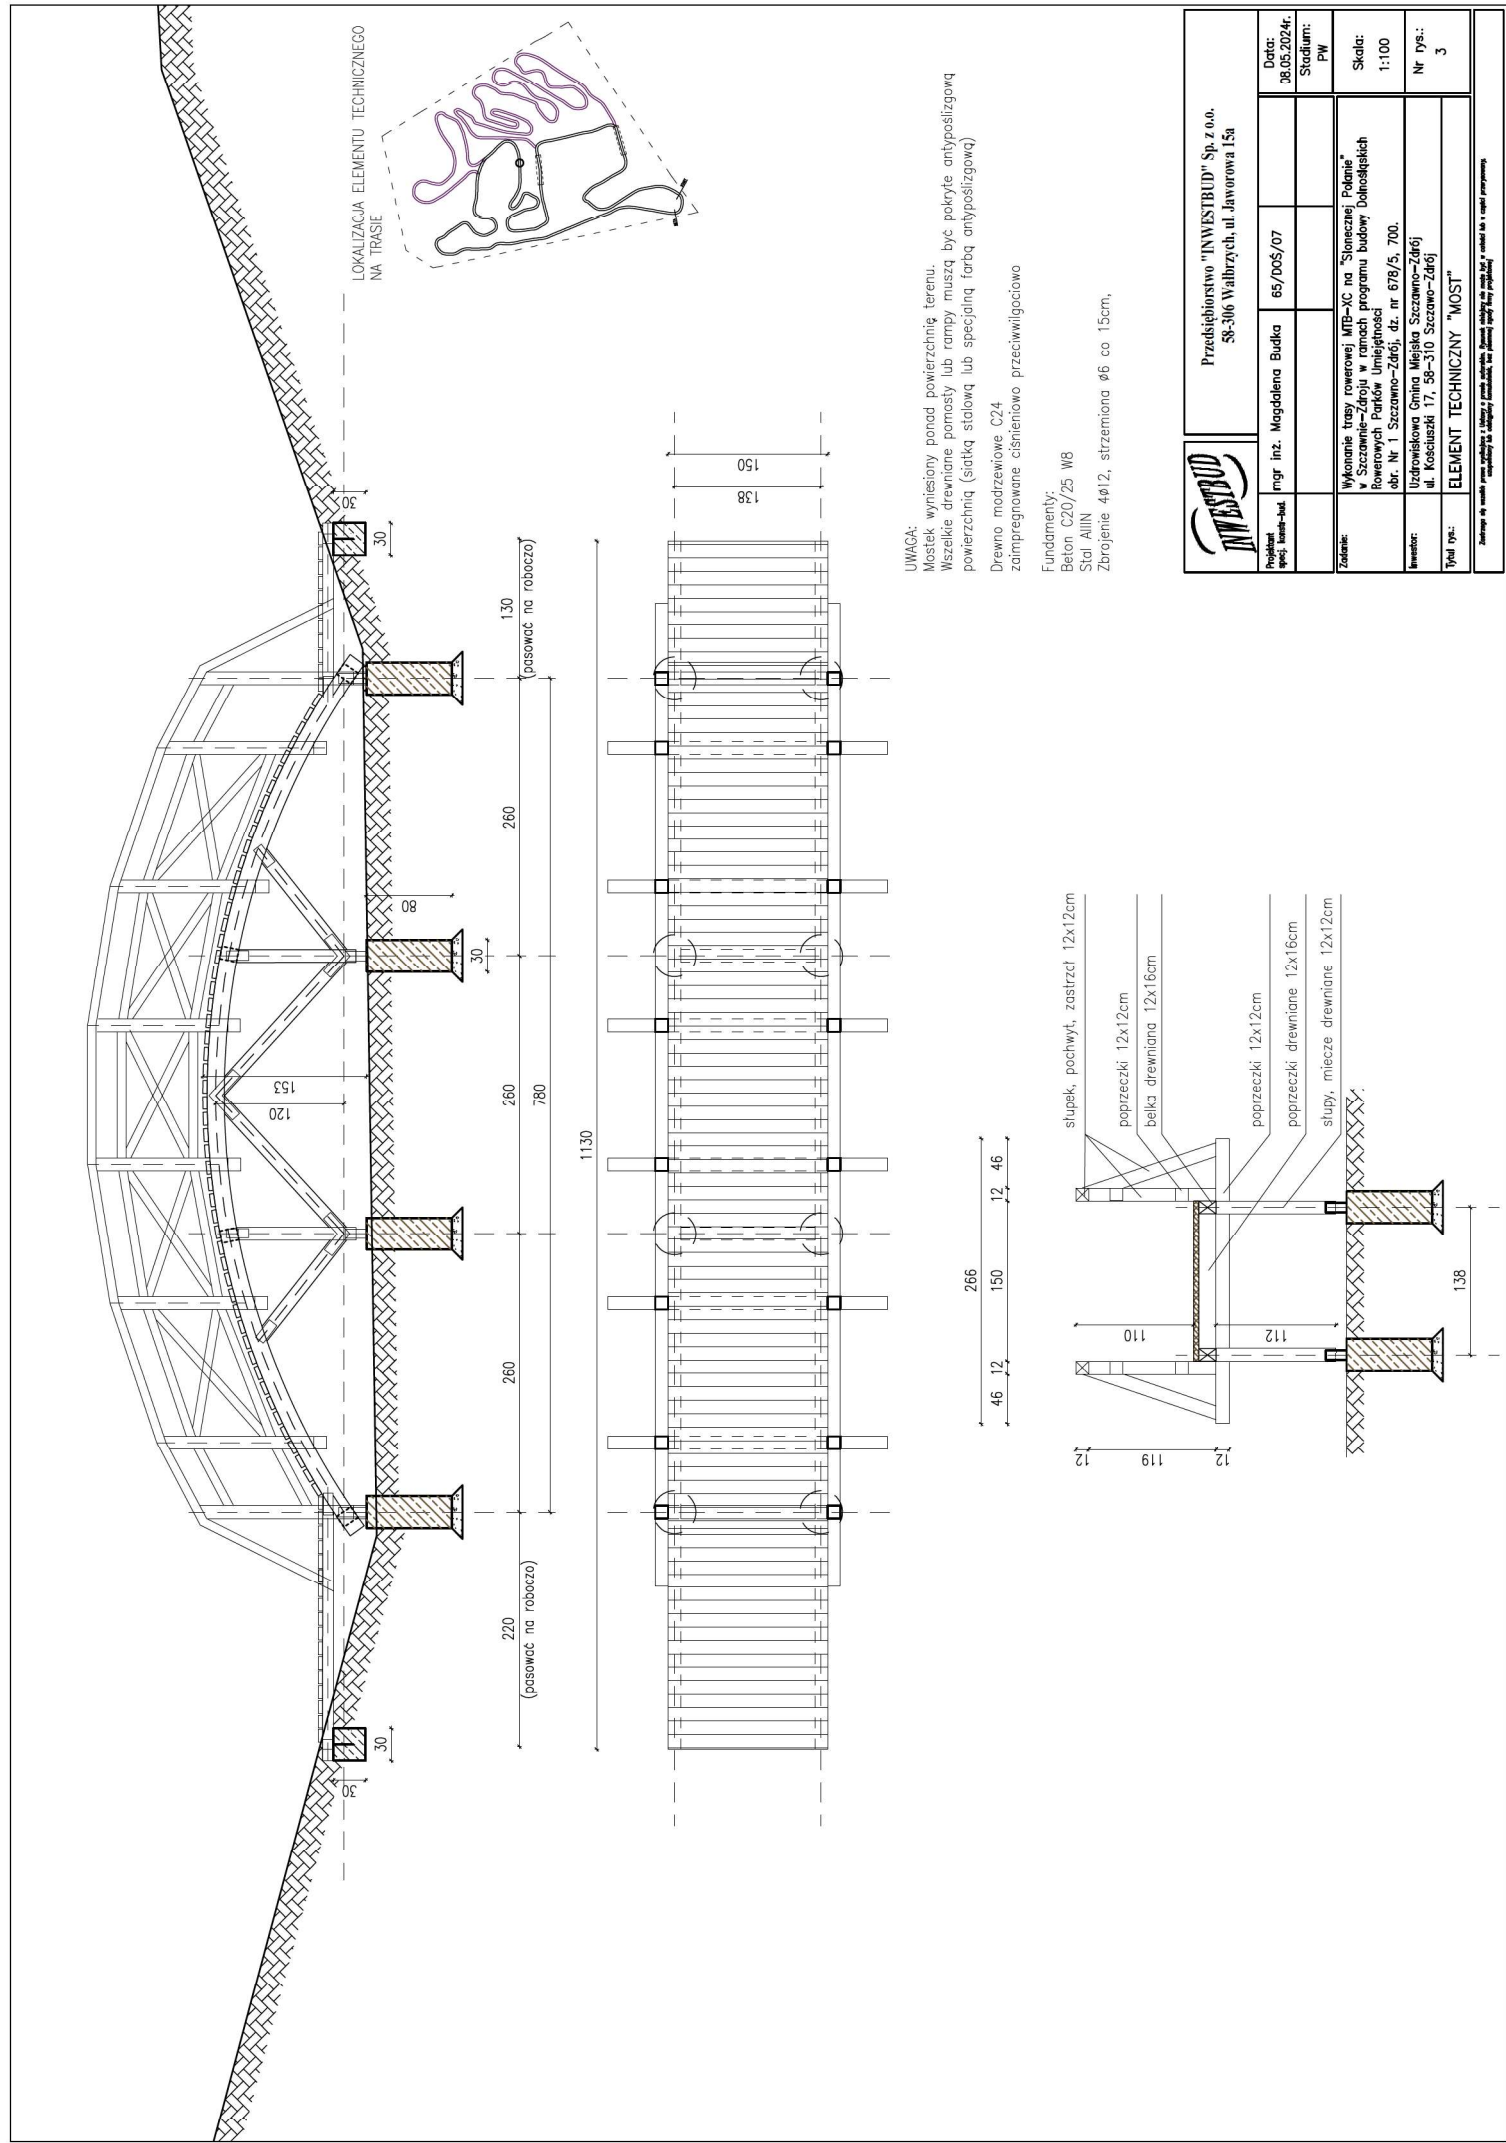 LOKALIZACJA ELEMENTU TECHNICZNEGO
NA TRASIE
30
30
30
30
80
30
153
120
220
(pasować na roboczo)
260
260
260
130
(pasować na roboczo)
780
1130
138
150
UWAGA:
Mostek wyniesiony ponad powierzchnię terenu.
Wszelkie drewniane pomosty lub rampy muszą być pokryte antypoślizgową
powierzchnią (siatką stalową lub specjalną farbą antypoślizgową)
Drewno modrzewiowe C24
zaimpregnowane ciśnieniowo przeciwwilgociowo
Fundamenty:
Beton C20/25 W8
Stal AIIIN
Zbrojenie 4ø12, strzemiona ø6 co 15cm,
266
46
12
150
12
46
12
119
12
110
112
138
słupek, pochwyt, zastrzał 12x12cm
poprzeczki 12x12cm
belka drewniana 12x16cm
poprzeczki 12x12cm
poprzeczki drewniane 12x16cm
słupy, miecze drewniane 12x12cm
INWESTBUD
Przedsiębiorstwo "INWESTBUD" Sp. z o.o.
58-306 Wałbrzych, ul. Jaworowa 15a
Projektant
spec. konstr-bud.
mgr inż. Magdalena Budka
65/DOŚ/07
Data:
08.05.2024r.
Stadium:
PW
Zadanie:
Wykonanie trasy rowerowej MTB-XC na "Słonecznej Polanie"
w Szczawnie-Zdroju w ramach programu budowy Dolnośląskich
Rowerowych Parków Umiejętności
obr. Nr 1 Szczawno-Zdrój, dz. nr 678/5, 700.
Skala:
1:100
Inwestor:
Uzdrowiskowa Gmina Miejska Szczawno-Zdrój
ul. Kościuszki 17, 58-310 Szczawo-Zdrój
Nr rys.:
3
Tytuł rys.:
ELEMENT TECHNICZNY "MOST"